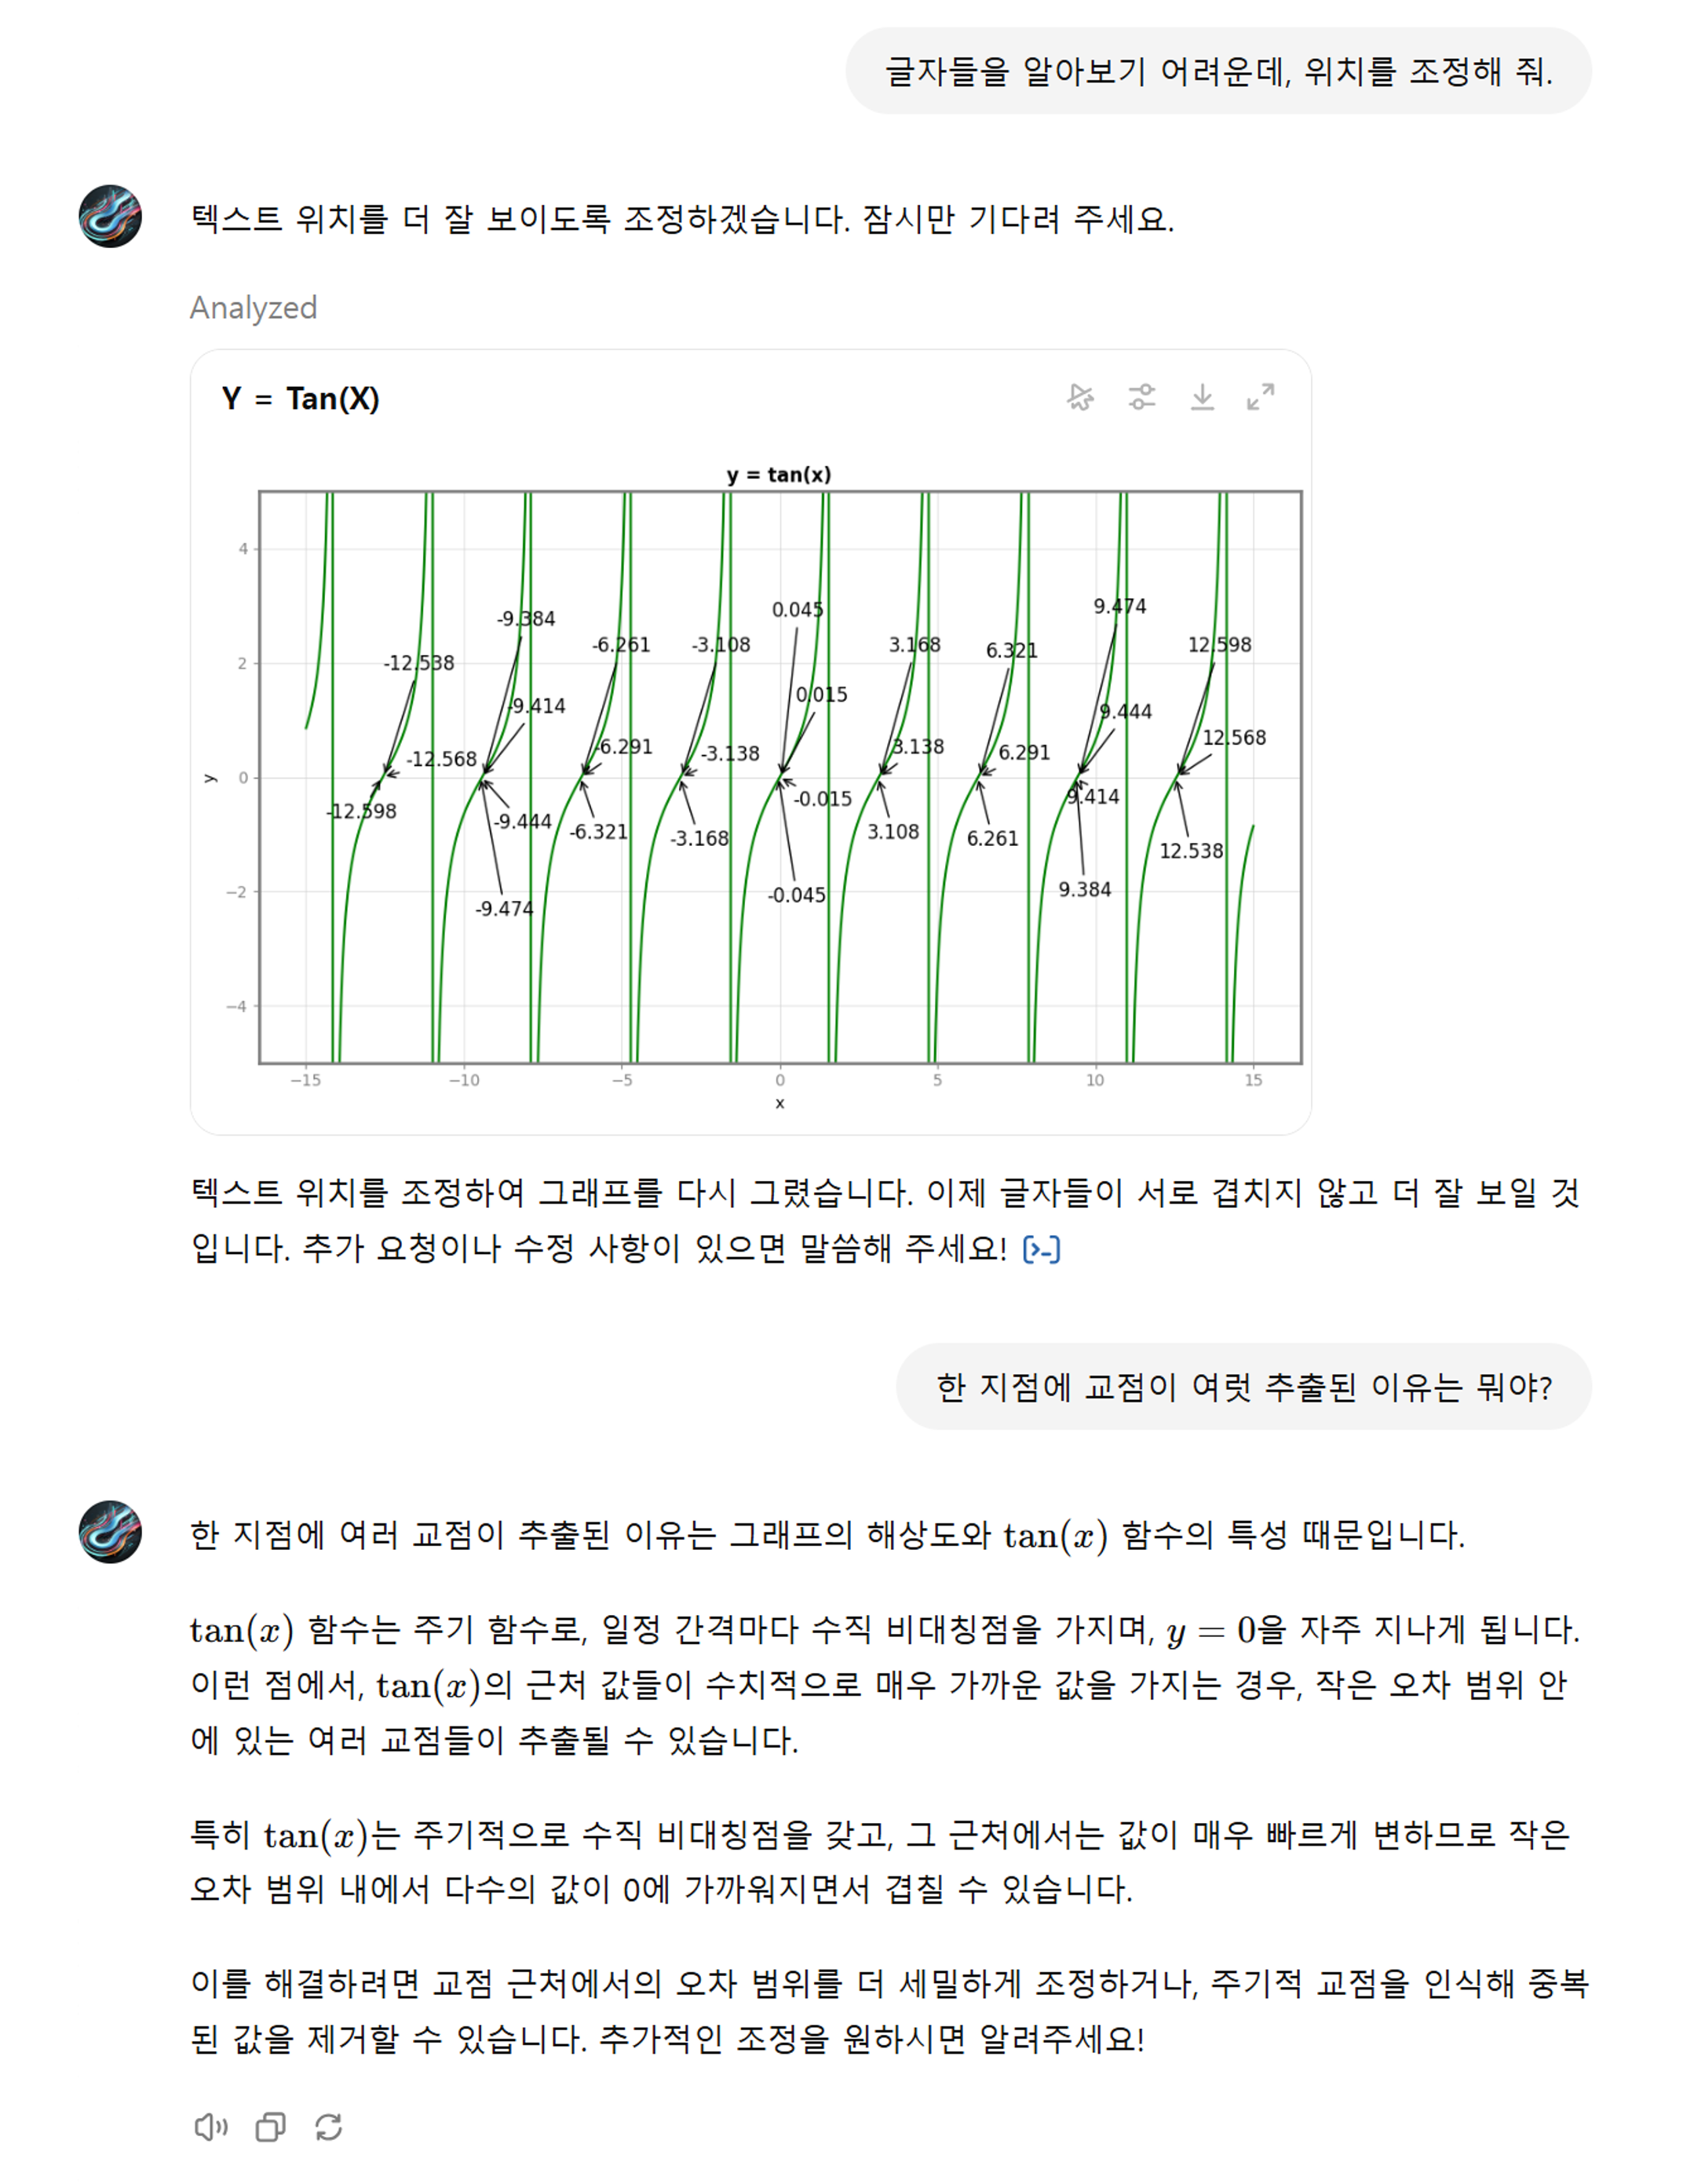 글자들을 알아보기 어려운데, 위치를 조정해 줘.
텍스트 위치를 더 잘 보이도록 조정하겠습니다. 잠시만 기다려 주세요.
Analyzed
Y = Tan(X)
y = tan(x)
4
2
0
−2
−4
y
-12.538
-12.568
-12.598
-9.384
-9.414
-9.444
-9.474
-6.261
-6.291
-6.321
-3.108
-3.138
-3.168
0.045
0.015
-0.015
-0.045
3.168
3.138
3.108
6.321
6.291
6.261
9.474
9.444
9.414
9.384
12.598
12.568
12.538
−15
−10
−5
0
5
10
15
x
텍스트 위치를 조정하여 그래프를 다시 그렸습니다. 이제 글자들이 서로 겹치지 않고 더 잘 보일 것
입니다. 추가 요청이나 수정 사항이 있으면 말씀해 주세요! [>-]
한 지점에 교점이 여럿 추출된 이유는 뭐야?
한 지점에 여러 교점이 추출된 이유는 그래프의 해상도와 tan(x) 함수의 특성 때문입니다.
tan(x) 함수는 주기 함수로, 일정 간격마다 수직 비대칭점을 가지며, y = 0을 자주 지나게 됩니다.
이런 점에서, tan(x)의 근처 값들이 수치적으로 매우 가까운 값을 가지는 경우, 작은 오차 범위 안
에 있는 여러 교점들이 추출될 수 있습니다.
특히 tan(x)는 주기적으로 수직 비대칭점을 갖고, 그 근처에서는 값이 매우 빠르게 변하므로 작은
오차 범위 내에서 다수의 값이 0에 가까워지면서 겹칠 수 있습니다.
이를 해결하려면 교점 근처에서의 오차 범위를 더 세밀하게 조정하거나, 주기적 교점을 인식해 중복
된 값을 제거할 수 있습니다. 추가적인 조정을 원하시면 알려주세요!